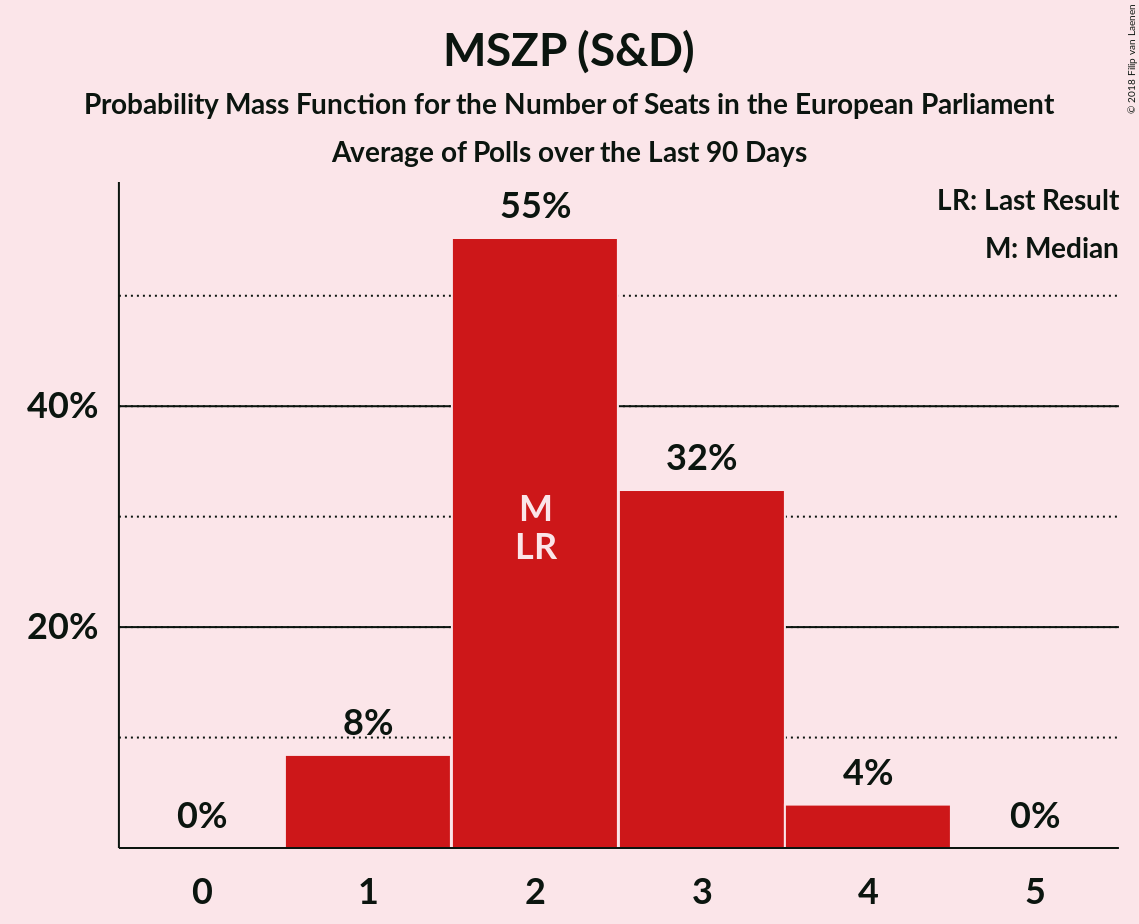 MSZP (S&D)
Probability Mass Function for the Number of Seats in the European Parliament
Average of Polls over the Last 90 Days
© 2018 Filip van Laenen
LR: Last Result
M: Median
55%
40%
32%
M
LR
20%
8%
4%
0%
0%
0 1 2 3 4 5